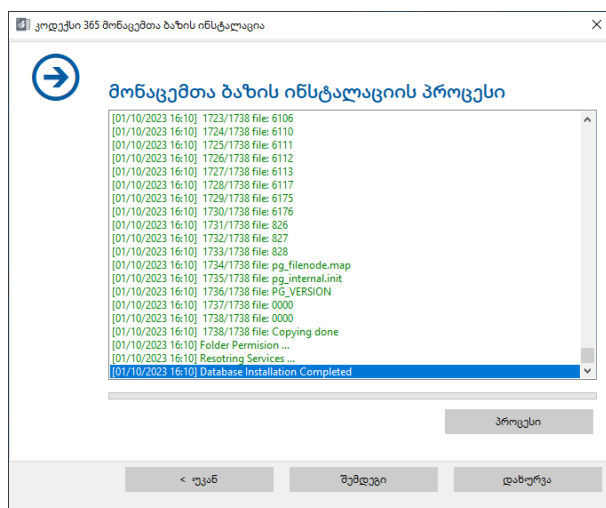 კოდექსი 365 მონაცემთა ბაზის ინსტალაცია
მონაცემთა ბაზის ინსტალაციის პროცესი
[01/10/2023 16:10]  1723/1738 file: 6106
[01/10/2023 16:10]  1724/1738 file: 6110
[01/10/2023 16:10]  1725/1738 file: 6111
[01/10/2023 16:10]  1726/1738 file: 6112
[01/10/2023 16:10]  1727/1738 file: 6113
[01/10/2023 16:10]  1728/1738 file: 6117
[01/10/2023 16:10]  1729/1738 file: 6175
[01/10/2023 16:10]  1730/1738 file: 6176
[01/10/2023 16:10]  1731/1738 file: 826
[01/10/2023 16:10]  1732/1738 file: 827
[01/10/2023 16:10]  1733/1738 file: 828
[01/10/2023 16:10]  1734/1738 file: pg_filenode.map
[01/10/2023 16:10]  1735/1738 file: pg_internal.init
[01/10/2023 16:10]  1736/1738 file: PG_VERSION
[01/10/2023 16:10]  1737/1738 file: 0000
[01/10/2023 16:10]  1738/1738 file: 0000
[01/10/2023 16:10]  1738/1738 file: Copying done
[01/10/2023 16:10] Folder Permision ...
[01/10/2023 16:10] Resotring Services ...
[01/10/2023 16:10] Database Installation Completed
პროცესი
< უკან
შემდეგი
დახურვა